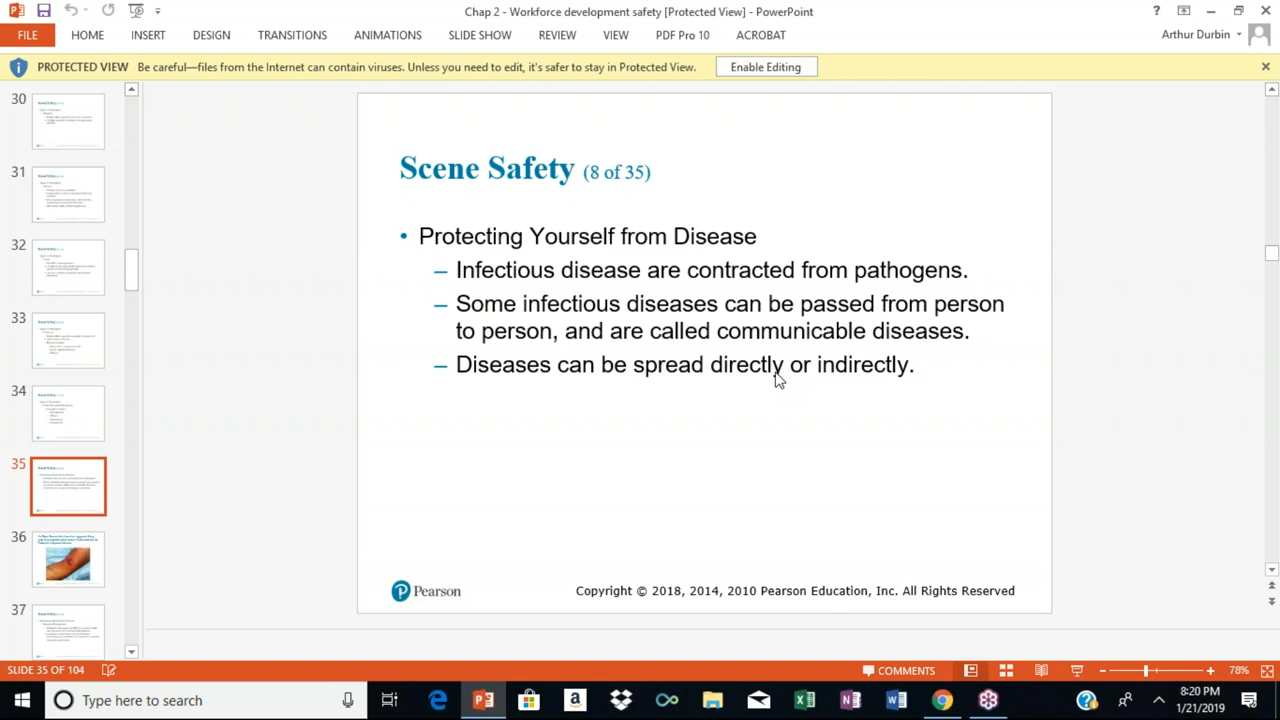 Chap 2 - Workforce development safety [Protected View] - PowerPoint
?
FILE
HOME
INSERT
DESIGN
TRANSITIONS
ANIMATIONS
SLIDE SHOW
REVIEW
VIEW
PDF Pro 10
ACROBAT
Arthur Durbin
PROTECTED VIEW
Be careful—files from the Internet can contain viruses. Unless you need to edit, it's safer to stay in Protected View.
Enable Editing
30
31
32
33
34
35
36
37
Scene Safety (8 of 35)
• Protecting Yourself from Disease
– Infectious disease are contracted from pathogens.
– Some infectious diseases can be passed from person
to person, and are called communicable diseases.
– Diseases can be spread directly or indirectly.
Pearson
Copyright © 2018, 2014, 2010 Pearson Education, Inc. All Rights Reserved
SLIDE 35 OF 104
COMMENTS
78%
Type here to search
8:20 PM
1/21/2019